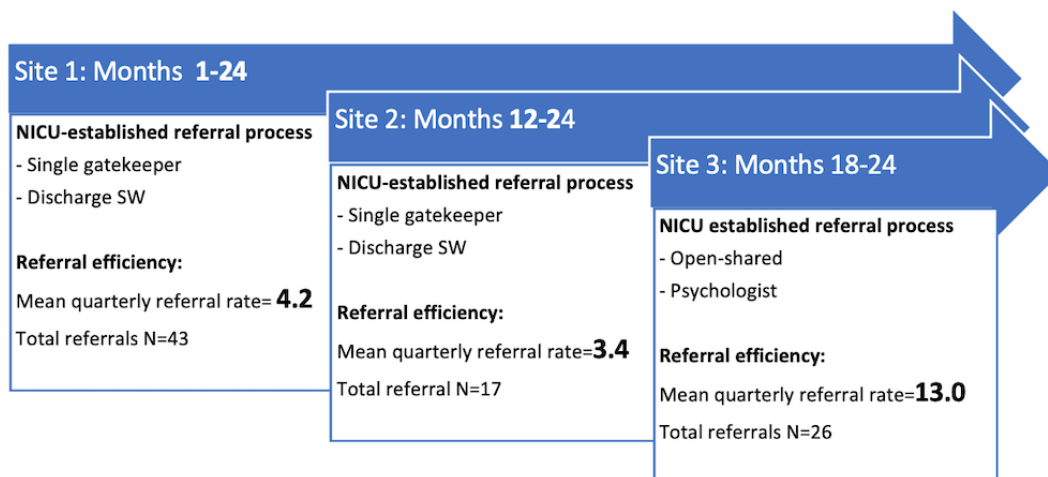 Site 1: Months 1-24
NICU-established referral process
- Single gatekeeper
- Discharge SW
Referral efficiency:
Mean quarterly referral rate= 4.2
Total referrals N=43
Site 2: Months 12-24
NICU-established referral process
- Single gatekeeper
- Discharge SW
Referral efficiency:
Mean quarterly referral rate=3.4
Total referral N=17
Site 3: Months 18-24
NICU established referral process
- Open-shared
- Psychologist
Referral efficiency:
Mean quarterly referral rate=13.0
Total referrals N=26